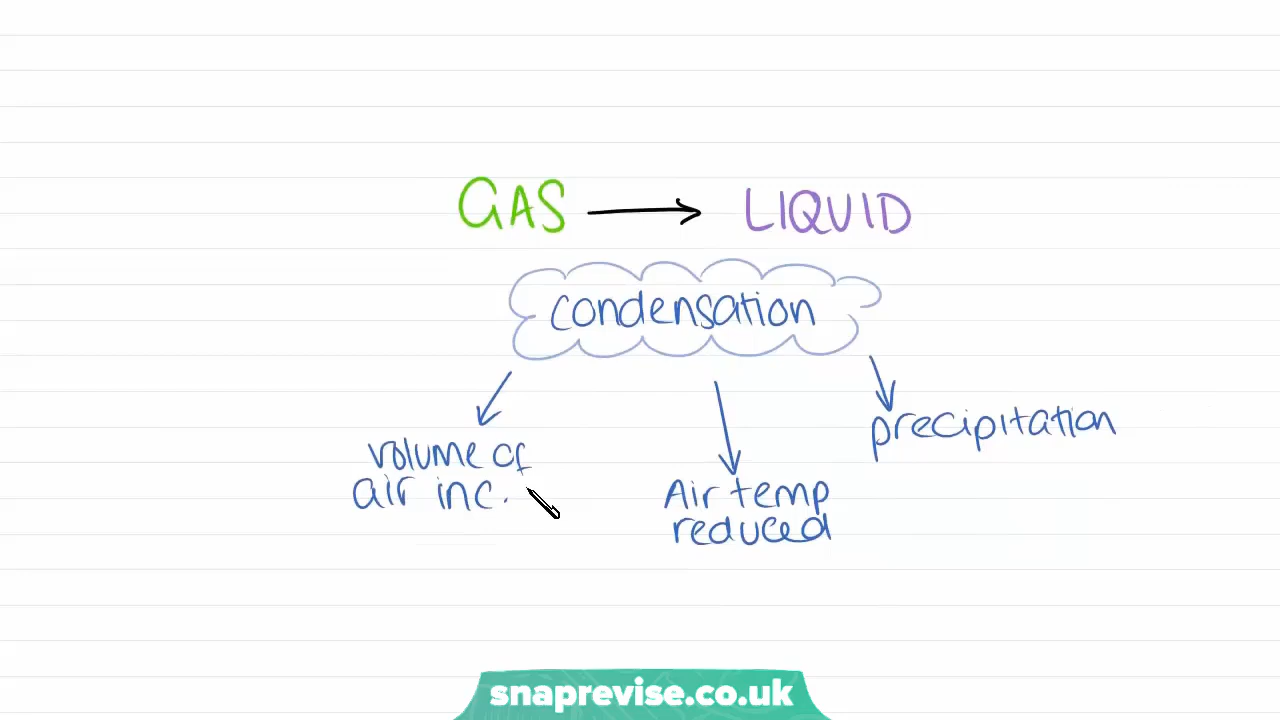 GAS → LIQUID
condensation
precipitation
volume of
air inc.
Air temp
reduced
snaprevise.co.uk